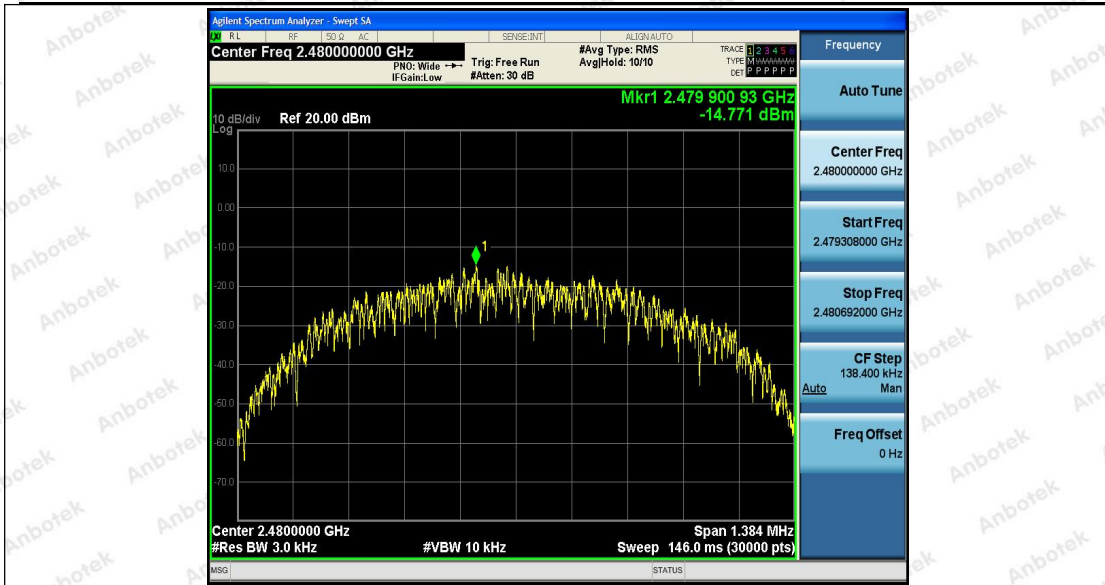 Agilent Spectrum Analyzer - Swept SA
LXI RL RF 50 Ω AC SENSE:INT ALIGNAUTO
Center Freq 2.480000000 GHz
PNO: Wide
IFGain:Low
Trig: Free Run
#Atten: 30 dB
#Avg Type: RMS
Avg|Hold: 10/10
TRACE 1 2 3 4 5 6
TYPE M
DET P P P P P P
Mkr1 2.479 900 93 GHz
-14.771 dBm
10 dB/div Ref 20.00 dBm
Log
10.0
0.00
-10.0
1
-20.0
-30.0
-40.0
-50.0
-60.0
-70.0
Center 2.4800000 GHz Span 1.384 MHz
#Res BW 3.0 kHz #VBW 10 kHz Sweep 146.0 ms (30000 pts)
MSG STATUS
Frequency
Auto Tune
Center Freq
2.480000000 GHz
Start Freq
2.479308000 GHz
Stop Freq
2.480692000 GHz
CF Step
138.400 kHz
Auto Man
Freq Offset
0 Hz
Anbotek